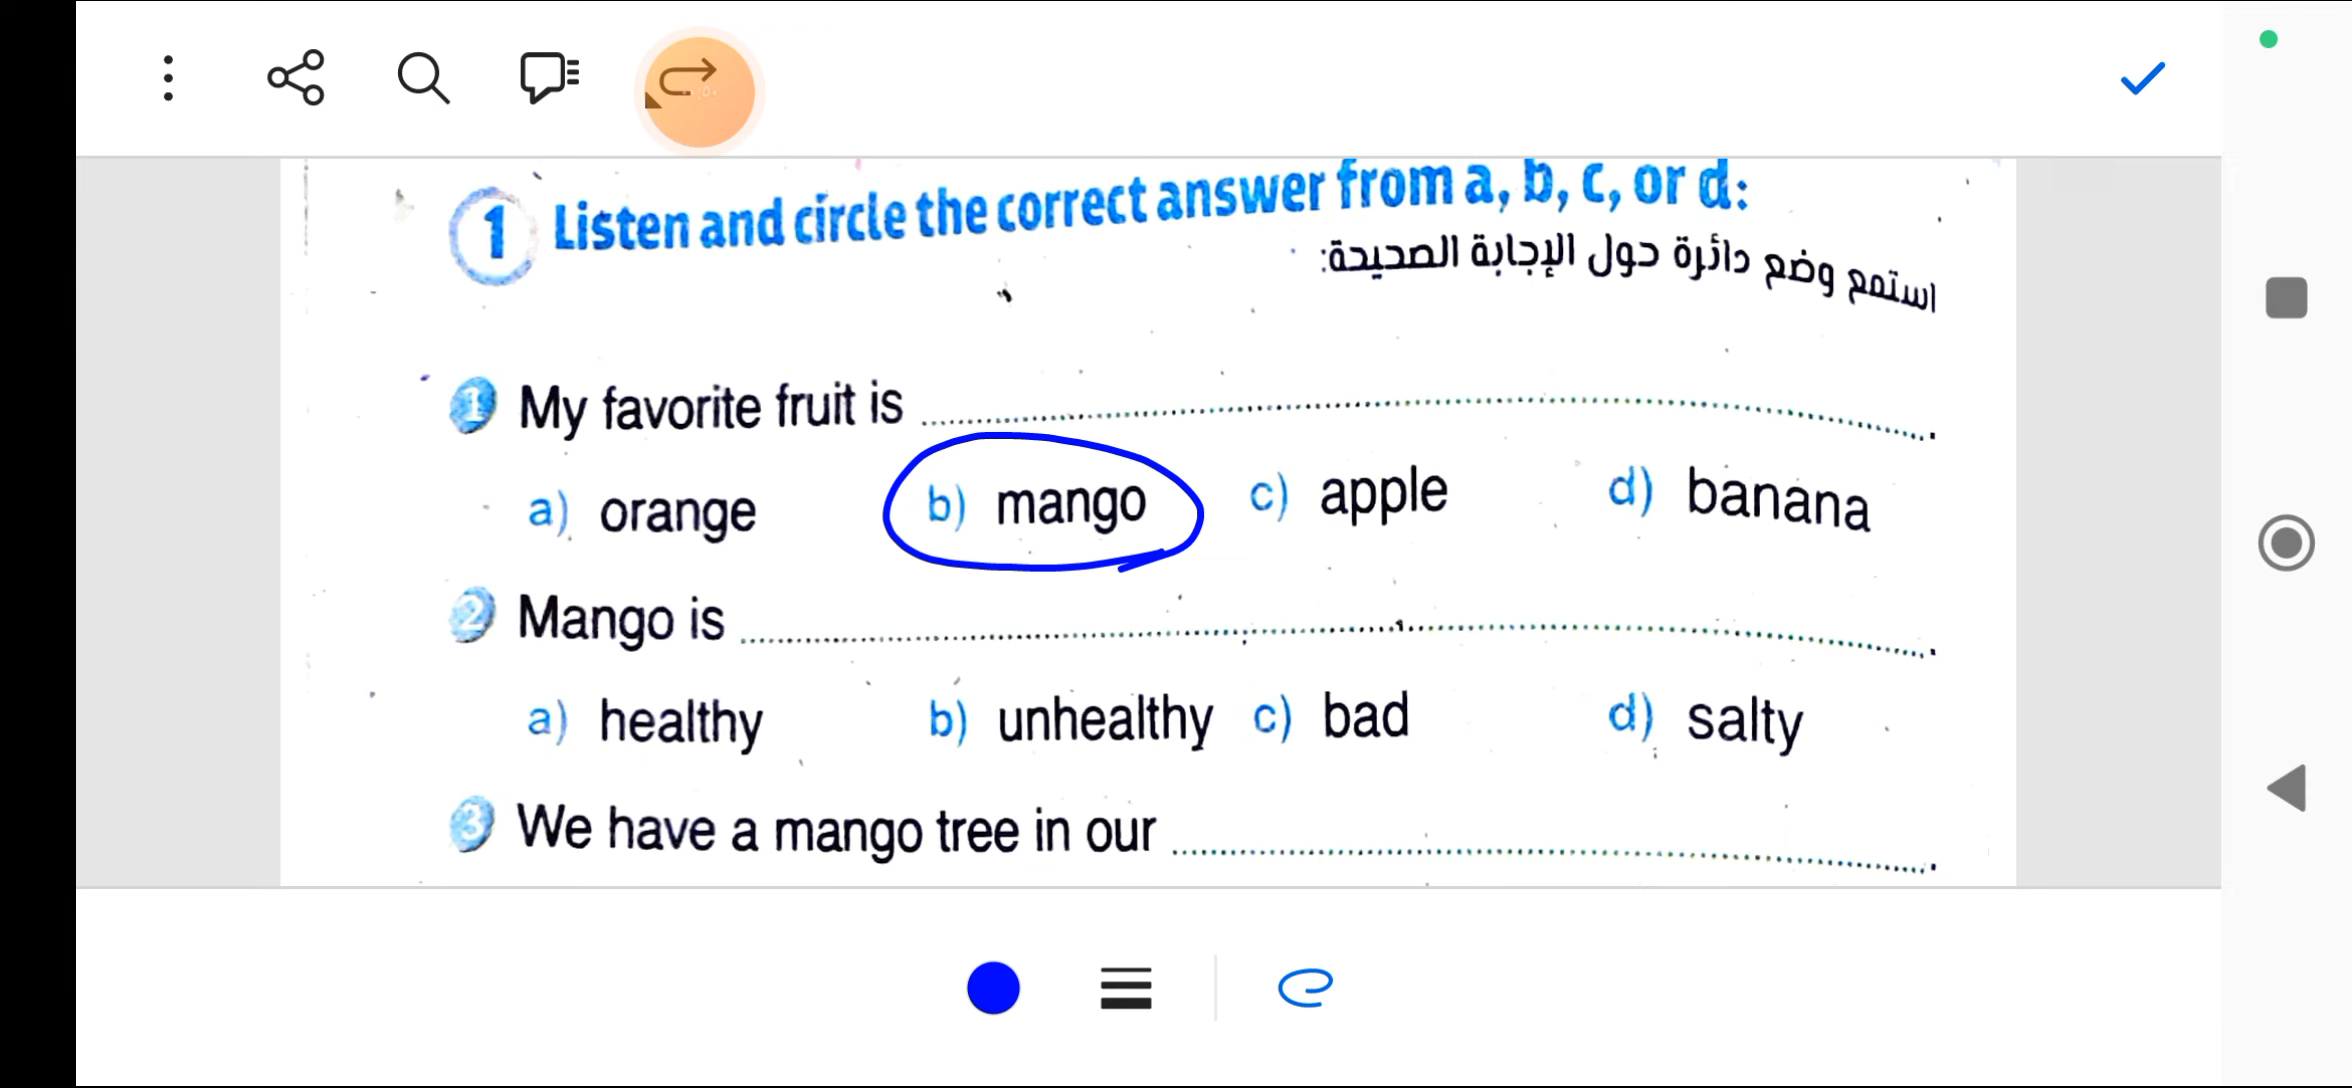 1 Listen and circle the correct answer from a, b, c, or d:
استمع وضع دائرة حول الإجابة الصحيحة:
1 My favorite fruit is ........................................ .
a) orange b) mango c) apple d) banana
2 Mango is ........................................ .
a) healthy b) unhealthy c) bad d) salty
3 We have a mango tree in our ........................................ .